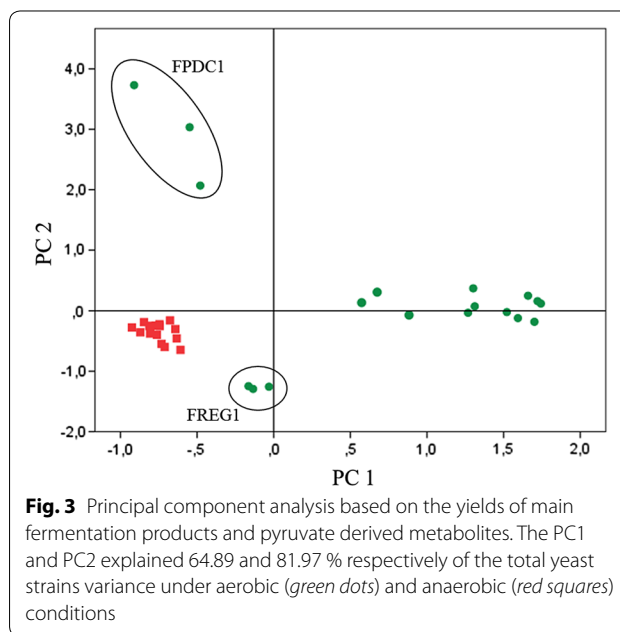 FPDC1
4,0
3,0
2,0
1,0
,0
-1,0
-2,0
PC 2
FREG1
-1,0 -,5 ,0 ,5 1,0 1,5 2,0
PC 1
Fig. 3 Principal component analysis based on the yields of main
fermentation products and pyruvate derived metabolites. The PC1
and PC2 explained 64.89 and 81.97 % respectively of the total yeast
strains variance under aerobic (green dots) and anaerobic (red squares)
conditions